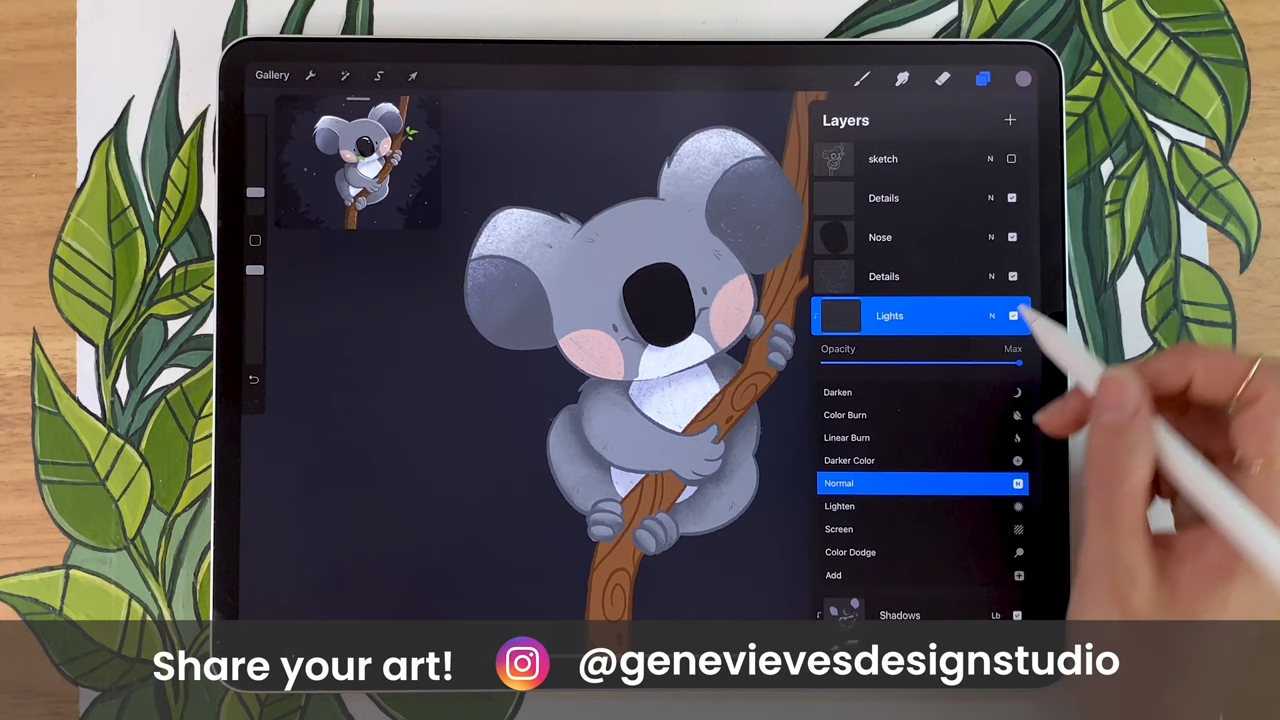 Gallery
Layers
sketch N
Details N
Nose N
Details N
Lights N
Opacity Max
Darken
Color Burn
Linear Burn
Darker Color
Normal N
Lighten
Screen
Color Dodge
Add
Shadows Lb
Share your art! @genevievesdesignstudio